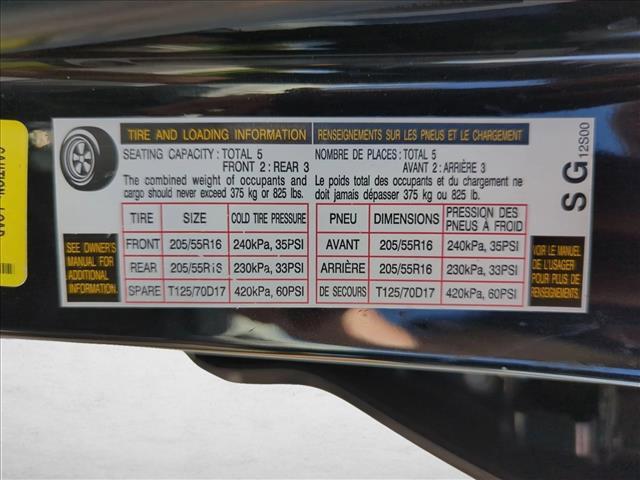 TIRE AND LOADING INFORMATION
SEATING CAPACITY : TOTAL 5
FRONT 2 : REAR 3
The combined weight of occupants and
cargo should never exceed 375 kg or 825 lbs.
RENSEIGNEMENTS SUR LES PNEUS ET LE CHARGEMENT
NOMBRE DE PLACES: TOTAL 5
AVANT 2 : ARRIÈRE 3
Le poids total des occupants et du chargement ne
doit jamais dépasser 375 kg ou 825 lb.
SEE OWNER'S
MANUAL FOR
ADDITIONAL
INFORMATION.
TIRE SIZE COLD TIRE PRESSURE
FRONT 205/55R16 240kPa, 35PSI
REAR 205/55R16 230kPa, 33PSI
SPARE T125/70D17 420kPa, 60PSI
PNEU DIMENSIONS PRESSION DES
PNEUS À FROID
AVANT 205/55R16 240kPa, 35PSI
ARRIÈRE 205/55R16 230kPa, 33PSI
DE SECOURS T125/70D17 420kPa, 60PSI
VOIR LE MANUEL
DE L'USAGER
POUR PLUS DE
RENSEIGNEMENTS.
SG
12S00